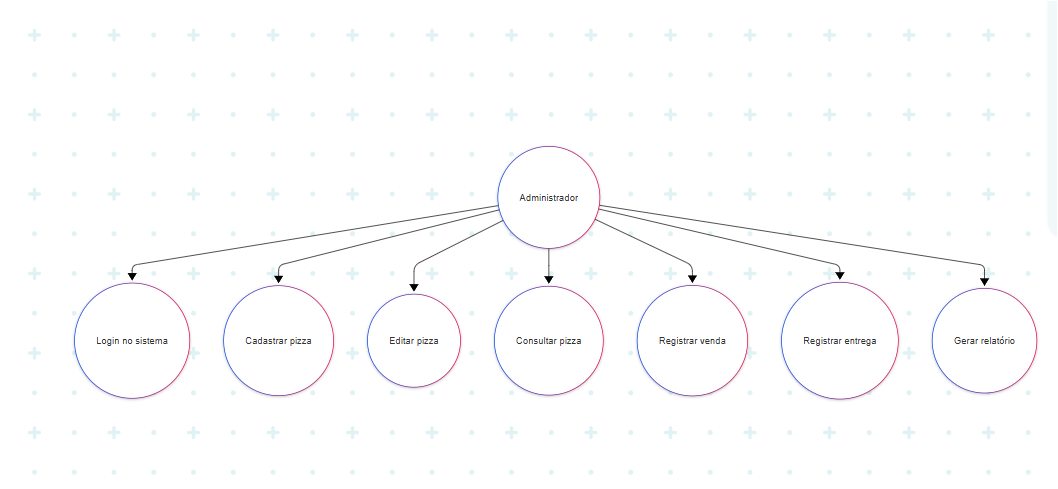 Administrador
Login no sistema
Cadastrar pizza
Editar pizza
Consultar pizza
Registrar venda
Registrar entrega
Gerar relatório